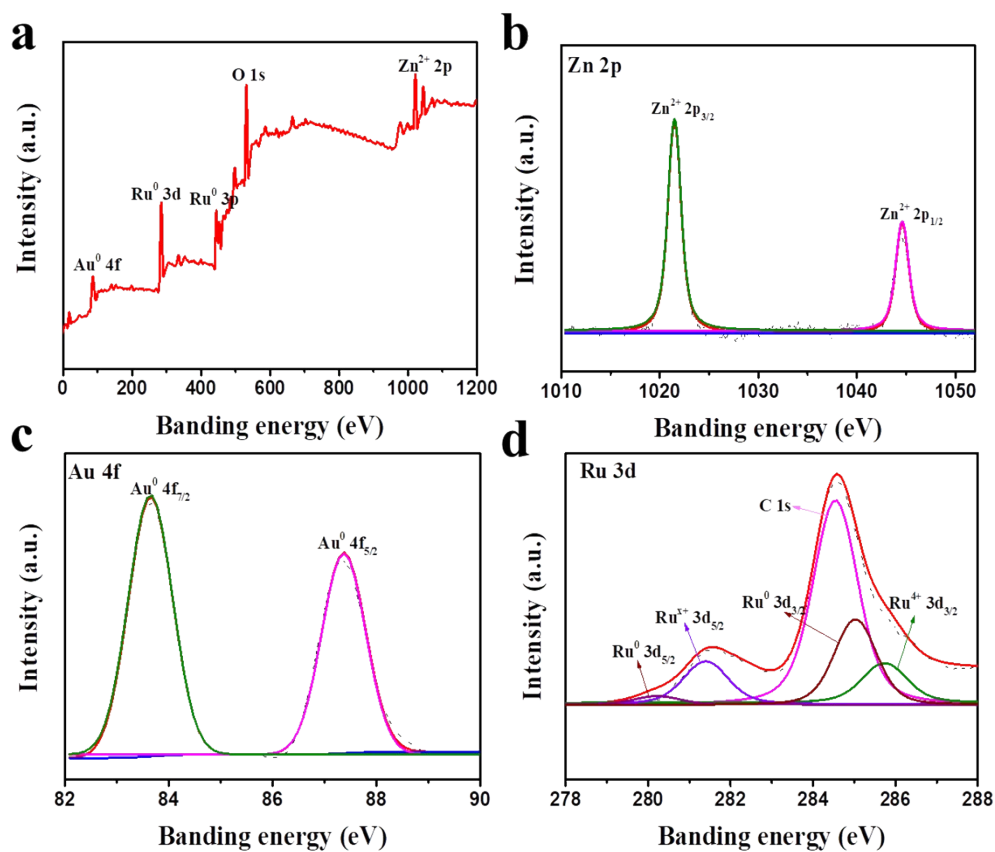 a
Intensity (a.u.)
Au⁰ 4f
Ru⁰ 3d
Ru⁰ 3p
O 1s
Zn²⁺ 2p
0 200 400 600 800 1000 1200
Banding energy (eV)
b
Zn 2p
Intensity (a.u.)
Zn²⁺ 2p3/2
Zn²⁺ 2p1/2
1010 1020 1030 1040 1050
Banding energy (eV)
c
Au 4f
Intensity (a.u.)
Au⁰ 4f7/2
Au⁰ 4f5/2
82 84 86 88 90
Banding energy (eV)
d
Ru 3d
Intensity (a.u.)
C 1s
Ru⁰ 3d3/2
Ru⁴⁺ 3d3/2
Ruˣ⁺ 3d5/2
Ru⁰ 3d5/2
278 280 282 284 286 288
Banding energy (eV)